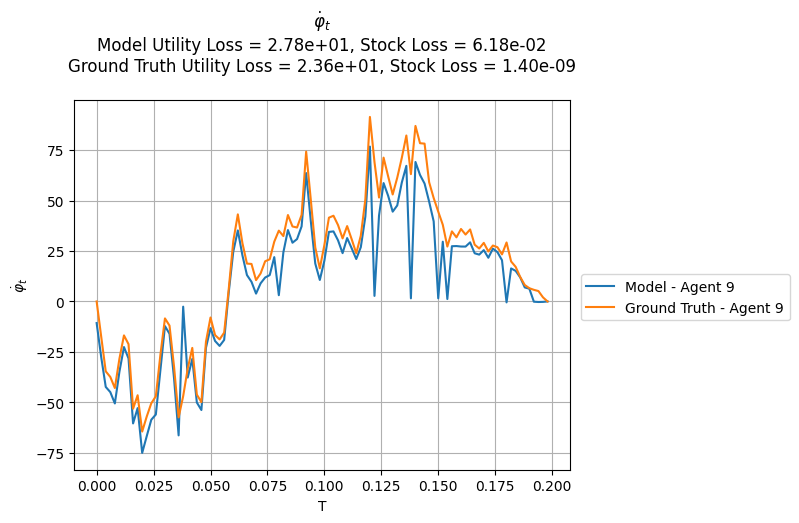 φ̇ₜ
Model Utility Loss = 2.78e+01, Stock Loss = 6.18e-02
Ground Truth Utility Loss = 2.36e+01, Stock Loss = 1.40e-09
φ̇ₜ
75
50
25
0
−25
−50
−75
0.000 0.025 0.050 0.075 0.100 0.125 0.150 0.175 0.200
T
Model - Agent 9
Ground Truth - Agent 9